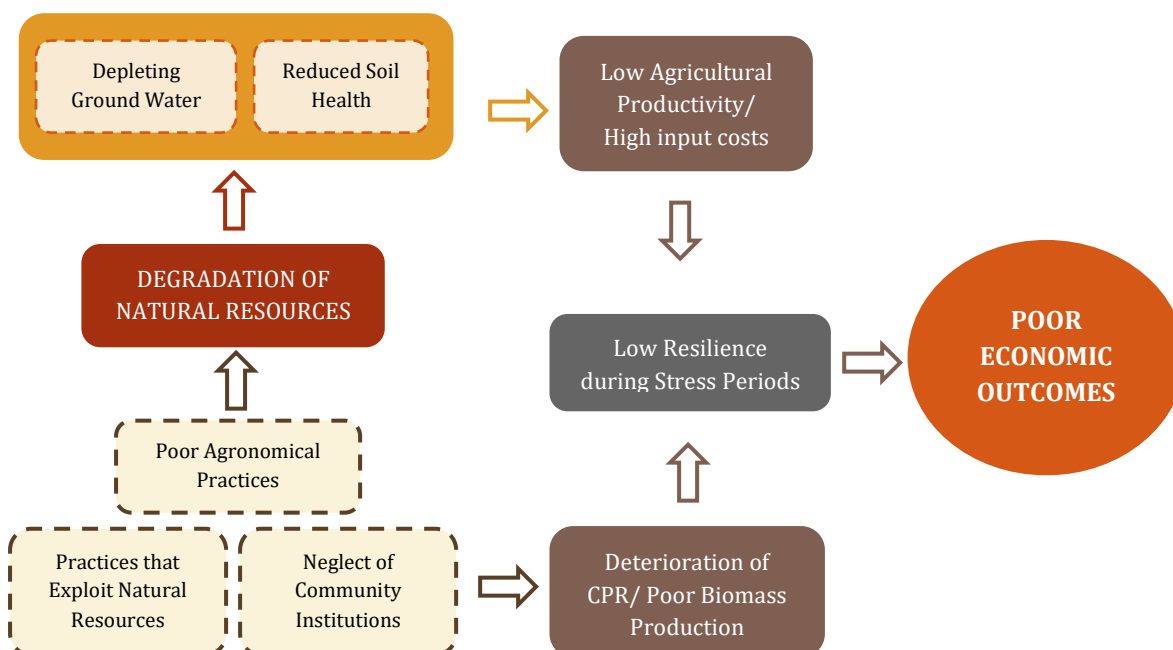 Depleting
Ground Water
Reduced Soil
Health
Low Agricultural
Productivity/
High input costs
DEGRADATION OF
NATURAL RESOURCES
Low Resilience
during Stress Periods
POOR
ECONOMIC
OUTCOMES
Poor Agronomical
Practices
Practices that
Exploit Natural
Resources
Neglect of
Community
Institutions
Deterioration of
CPR/ Poor Biomass
Production